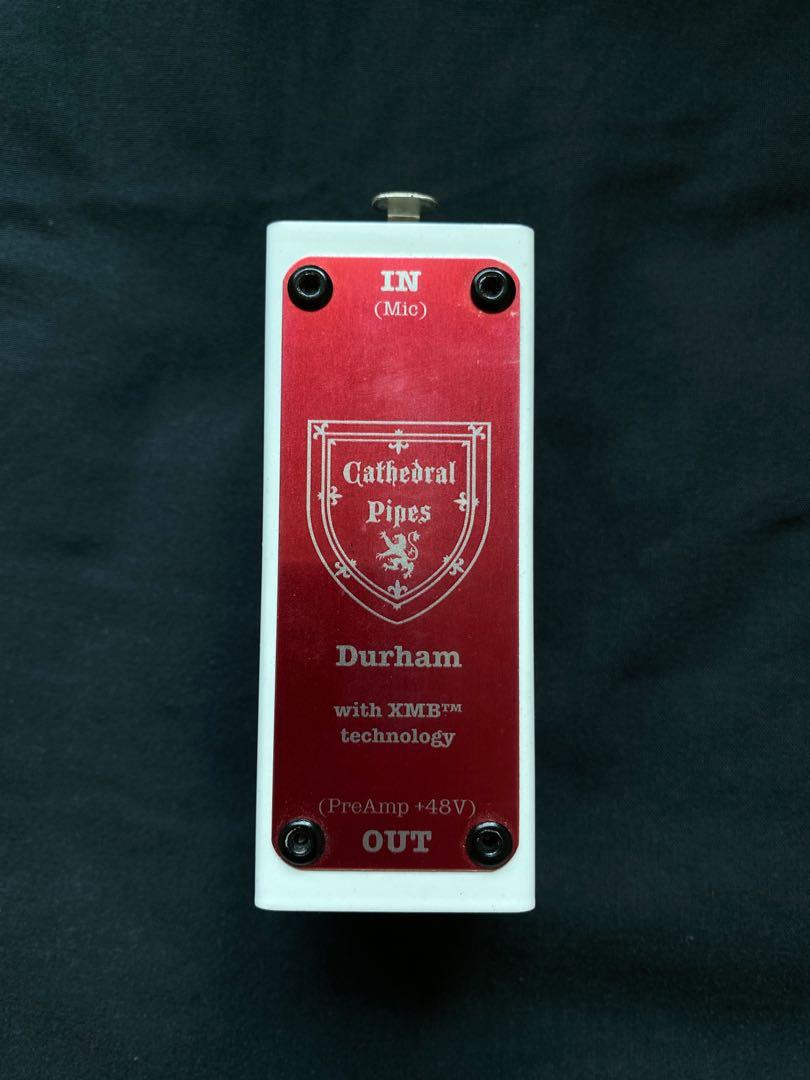 IN
(Mic)
Cathedral
Pipes
Durham
with XMB™
technology
(PreAmp +48V)
OUT